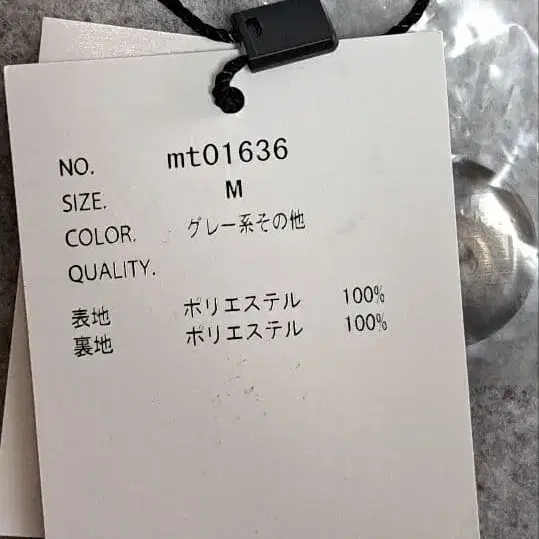 NO. mt01636
SIZE. M
COLOR. グレー系その他
QUALITY.
表地 ポリエステル 100%
裏地 ポリエステル 100%